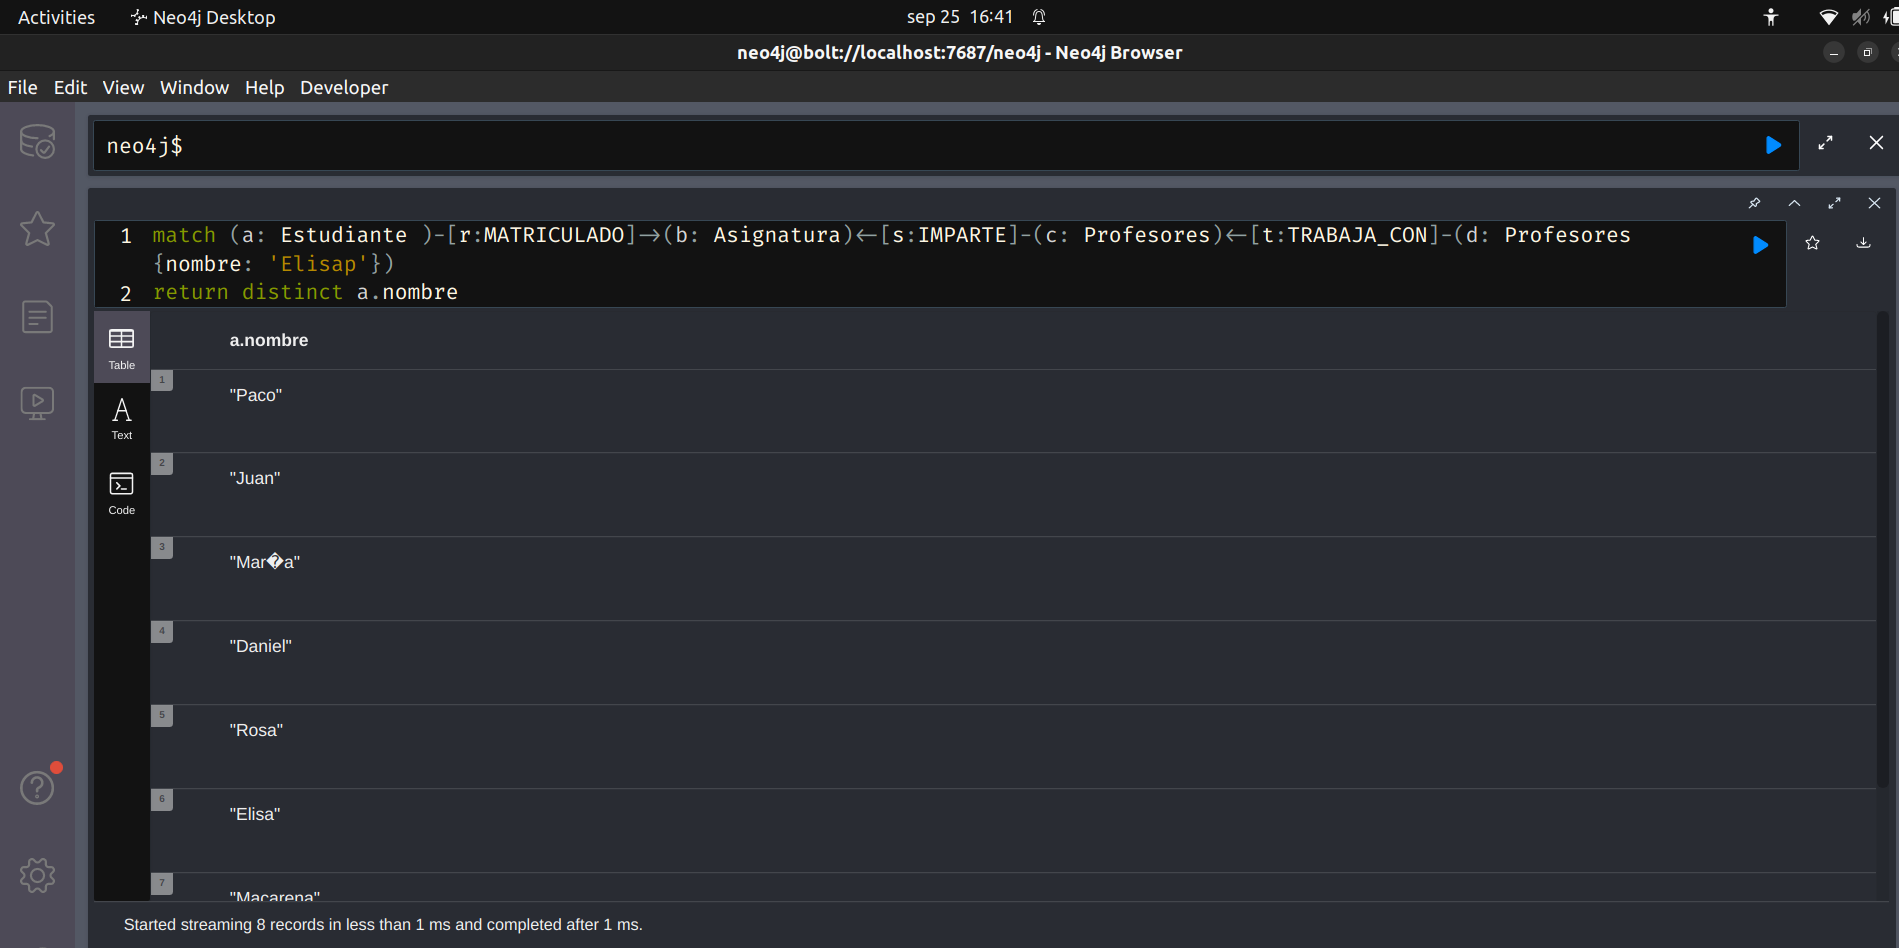 Activities
Neo4j Desktop
sep 25 16:41
neo4j@bolt://localhost:7687/neo4j - Neo4j Browser
File Edit View Window Help Developer
neo4j$
1 match (a: Estudiante )-[r:MATRICULADO]->(b: Asignatura)<-[s:IMPARTE]-(c: Profesores)<-[t:TRABAJA_CON]-(d: Profesores
{nombre: 'Elisap'})
2 return distinct a.nombre
Table
a.nombre
1
"Paco"
Text
2
"Juan"
Code
3
"Mar�a"
4
"Daniel"
5
"Rosa"
6
"Elisa"
7
"Macarena"
Started streaming 8 records in less than 1 ms and completed after 1 ms.